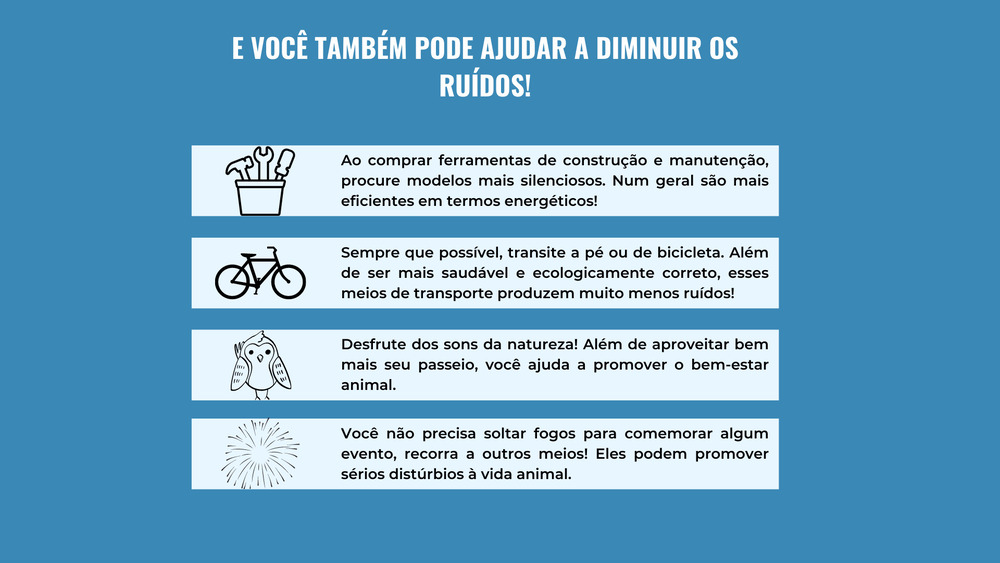 E VOCÊ TAMBÉM PODE AJUDAR A DIMINUIR OS
RUÍDOS!
Ao comprar ferramentas de construção e manutenção,
procure modelos mais silenciosos. Num geral são mais
eficientes em termos energéticos!
Sempre que possível, transite a pé ou de bicicleta. Além
de ser mais saudável e ecologicamente correto, esses
meios de transporte produzem muito menos ruídos!
Desfrute dos sons da natureza! Além de aproveitar bem
mais seu passeio, você ajuda a promover o bem-estar
animal.
Você não precisa soltar fogos para comemorar algum
evento, recorra a outros meios! Eles podem promover
sérios distúrbios à vida animal.